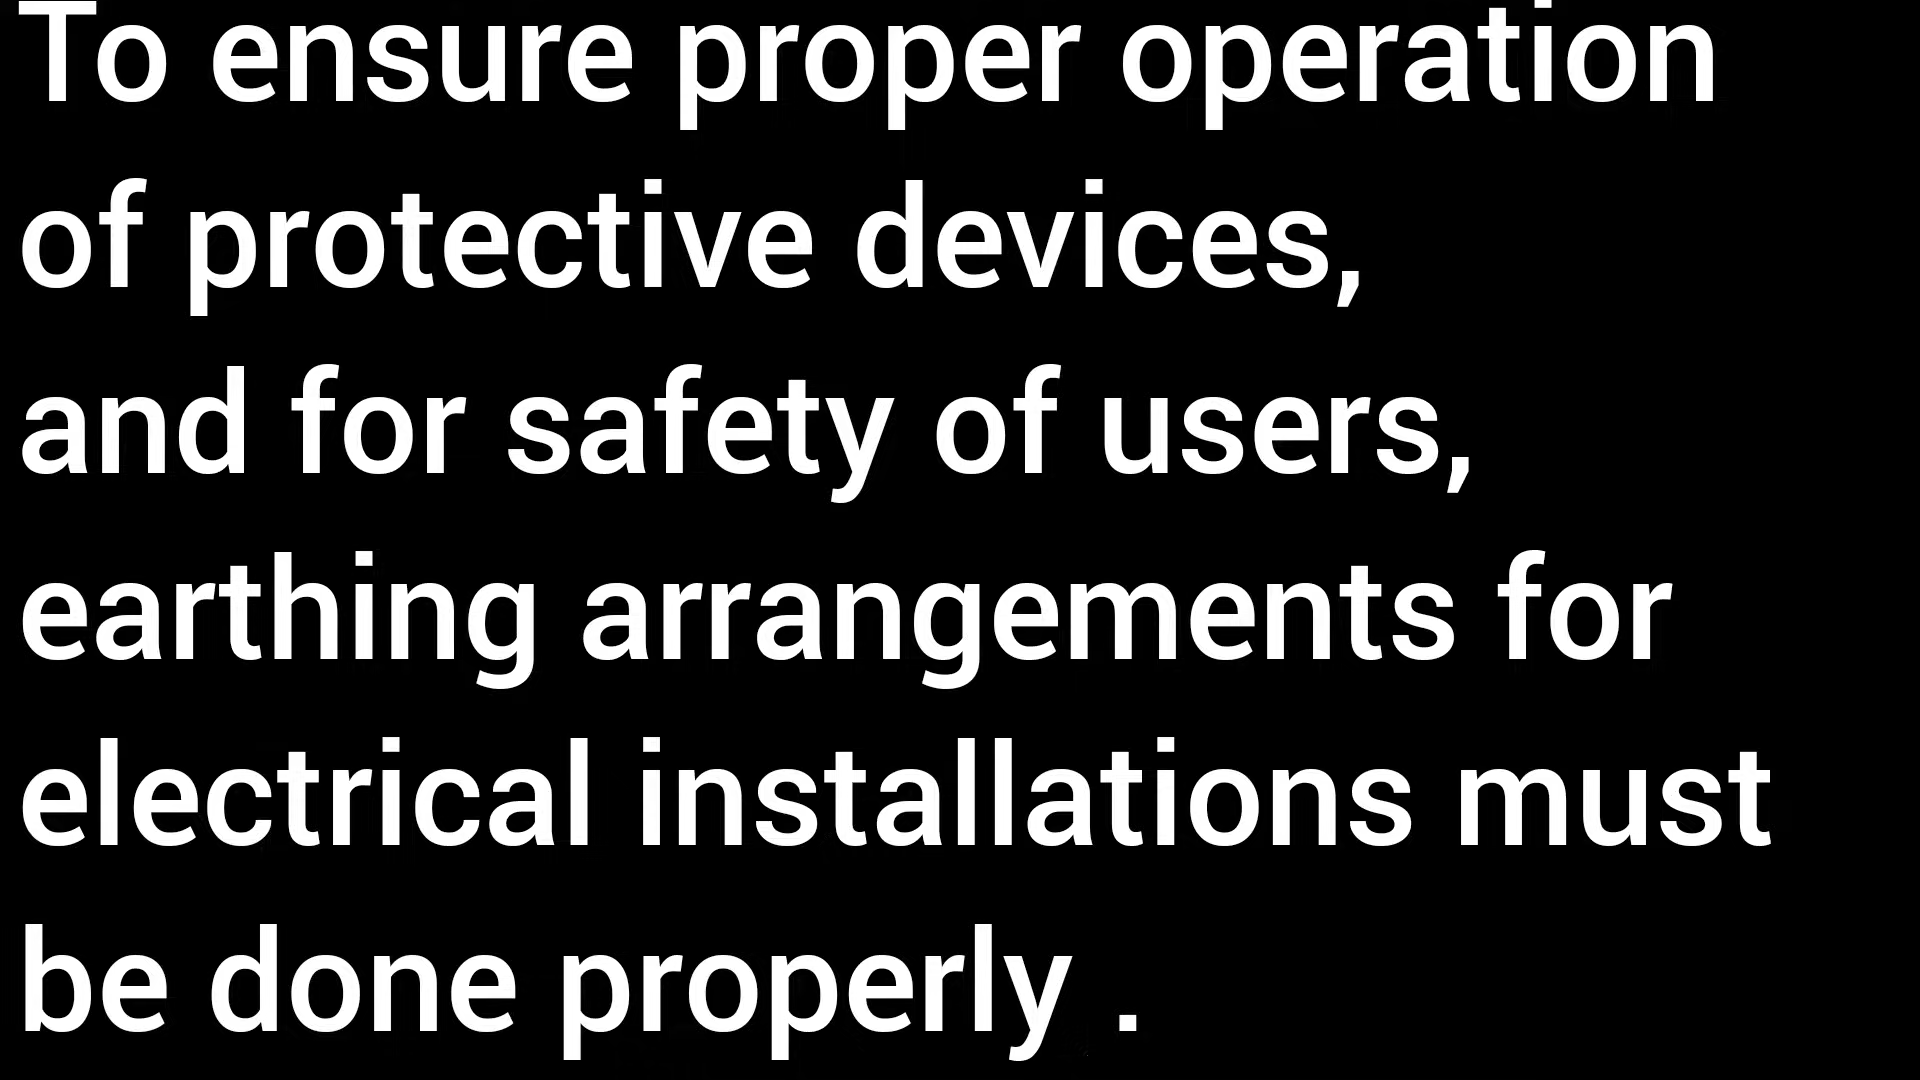 To ensure proper operation
of protective devices,
and for safety of users,
earthing arrangements for
electrical installations must
be done properly .